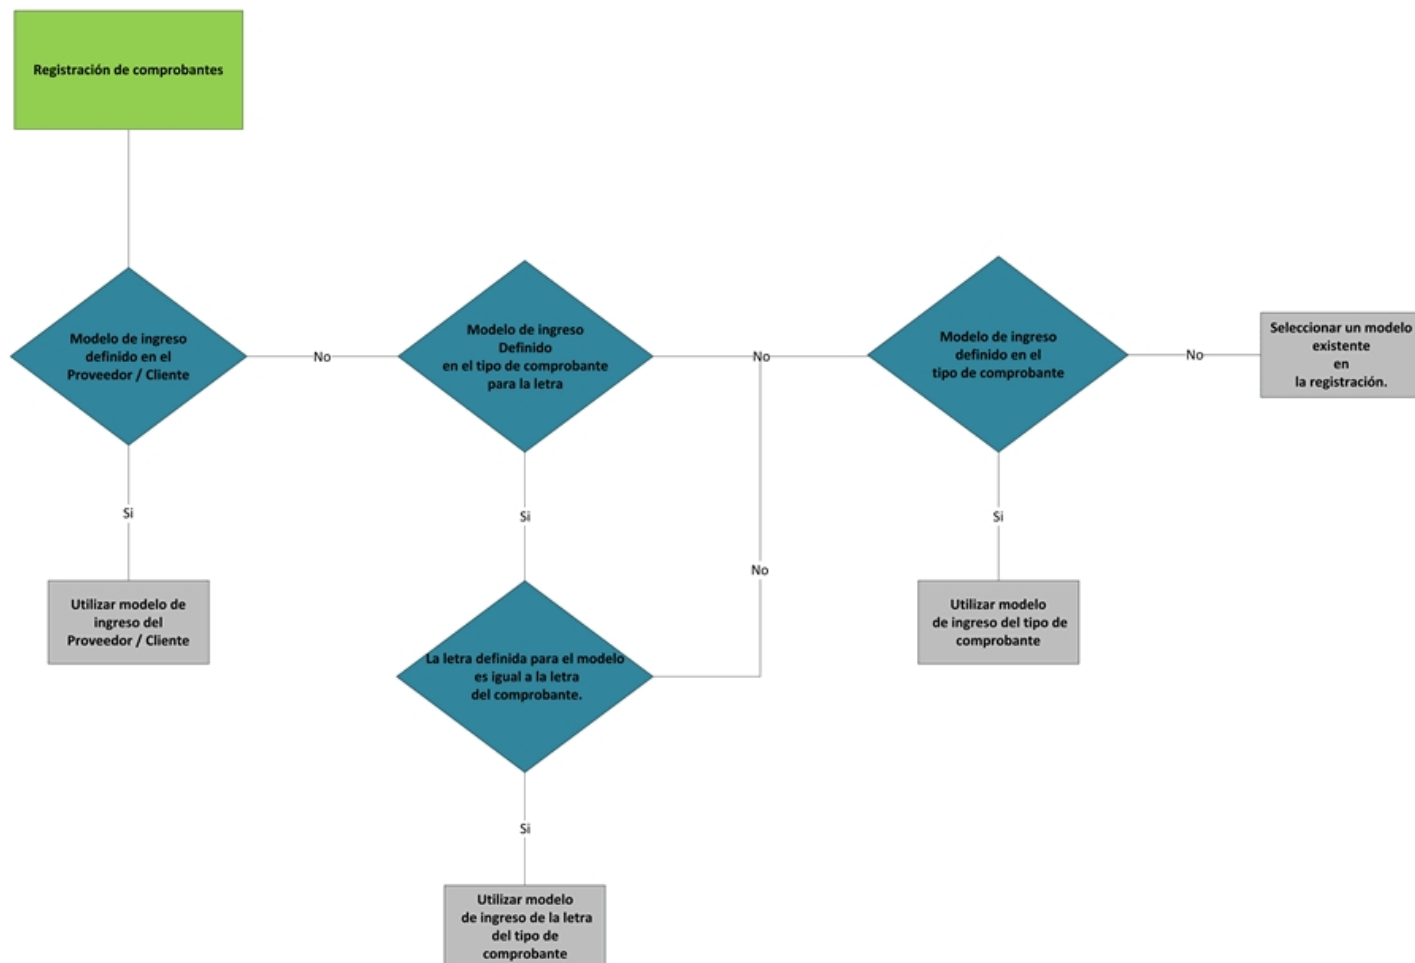 Registración de comprobantes
Modelo de ingreso
definido en el
Proveedor / Cliente
No
Modelo de ingreso
Definido
en el tipo de comprobante
para la letra
No
Modelo de ingreso
definido en el
tipo de comprobante
No
Seleccionar un modelo
existente
en
la registración.
Si
Si
Si
No
Utilizar modelo de
ingreso del
Proveedor / Cliente
Utilizar modelo
de ingreso del tipo de
comprobante
La letra definida para el modelo
es igual a la letra
del comprobante.
Si
Utilizar modelo
de ingreso de la letra
del tipo de
comprobante